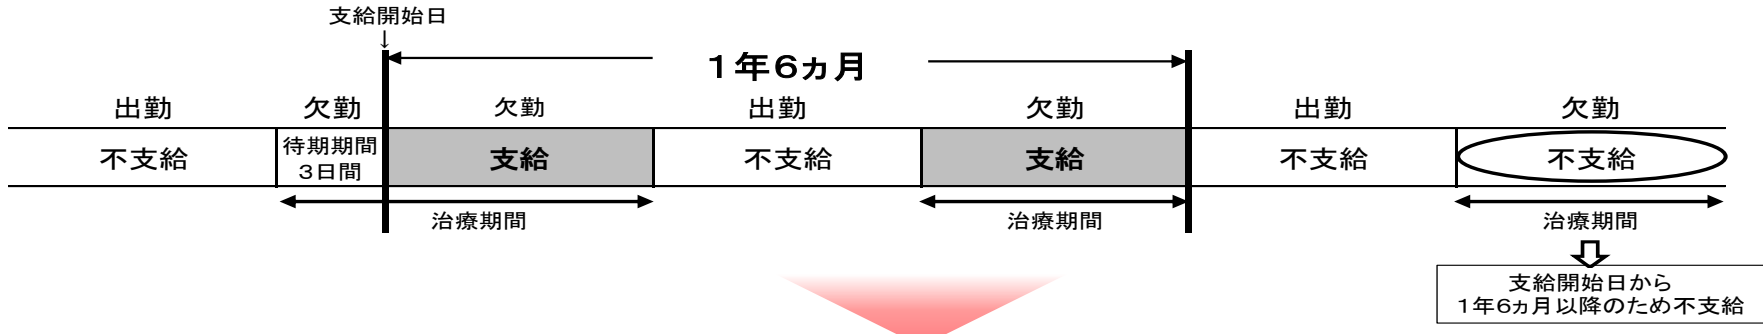 支給開始日
↓
1年6ヵ月
出勤 欠勤 欠勤 出勤 欠勤 出勤 欠勤
不支給 待期期間 支給 不支給 支給 不支給 不支給
3日間
治療期間 治療期間 治療期間
支給開始日から
1年6ヵ月以降のため不支給